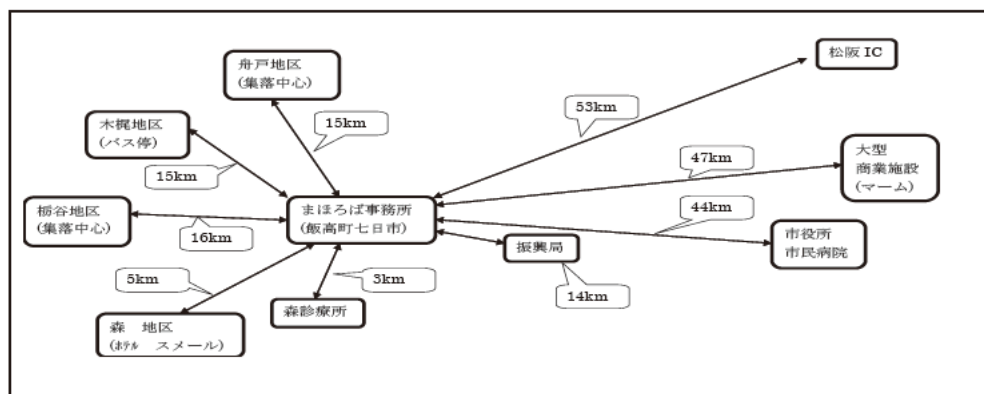 舟戸地区
(集落中心)
松阪 IC
53km
15km
木梶地区
(バス停)
47km
大型
商業施設
(マーム)
15km
栃谷地区
(集落中心)
まほろば事務所
(飯高町七日市)
44km
16km
振興局
市役所
市民病院
5km
3km
14km
森診療所
森　地区
(ﾎﾃﾙ　スメール)